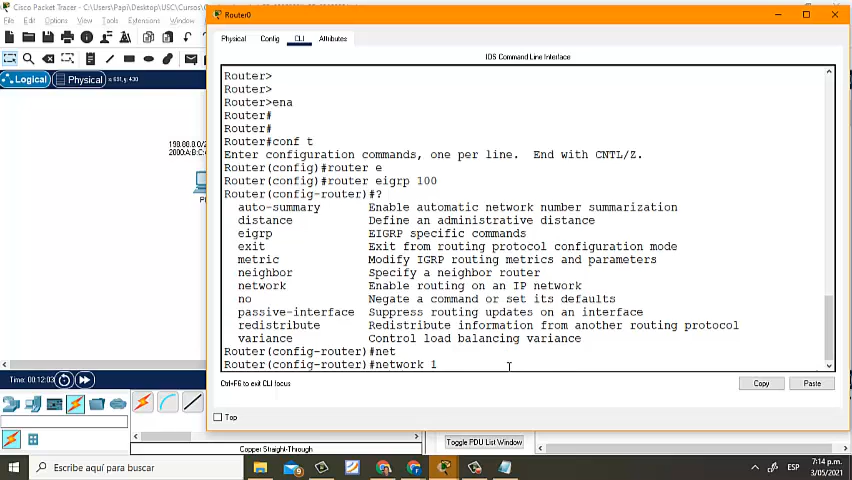 Cisco Packet Tracer - C:\Users\Papi\Desktop\USC\Cursos
File Edit Options View Tools Extensions Window
Logical
Physical
x: 651, y: 430
190.60.0.0/
2000:A:B:C:
Router0
Physical
Config
CLI
Attributes
IOS Command Line Interface
Router>
Router>
Router>ena
Router#
Router#
Router#conf t
Enter configuration commands, one per line. End with CNTL/Z.
Router(config)#router e
Router(config)#router eigrp 100
Router(config-router)#?
auto-summary Enable automatic network number summarization
distance Define an administrative distance
eigrp EIGRP specific commands
exit Exit from routing protocol configuration mode
metric Modify IGRP routing metrics and parameters
neighbor Specify a neighbor router
network Enable routing on an IP network
no Negate a command or set its defaults
passive-interface Suppress routing updates on an interface
redistribute Redistribute information from another routing protocol
variance Control load balancing variance
Router(config-router)#net
Router(config-router)#network 1
Ctrl+F6 to exit CLI focus
Copy
Paste
Top
Time: 00:12:03
Copper Straight-Through
Toggle PDU List Window
Escribe aquí para buscar
ESP
7:14 p.m.
3/05/2021